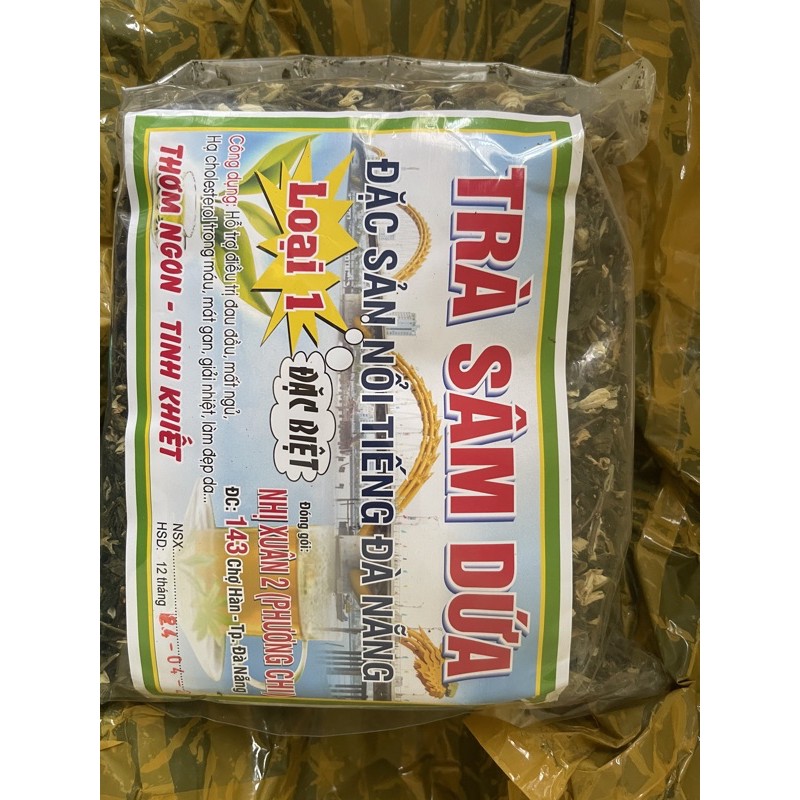 TRÀ SÂM DỨA
ĐẶC SẢN NỔI TIẾNG ĐÀ NẴNG
Loại 1
ĐẶC BIỆT
Đóng gói:
NHỊ XUÂN 2 (PHƯƠNG CHI)
ĐC: 143 Chợ Hàn - Tp. Đà Nẵng
Công dụng: Hỗ trợ điều trị đau đầu, mất ngủ,
Hạ cholesterol trong máu, mát gan, giải nhiệt, làm đẹp da...
THƠM NGON - TINH KHIẾT
NSX:
HSD: 12 tháng